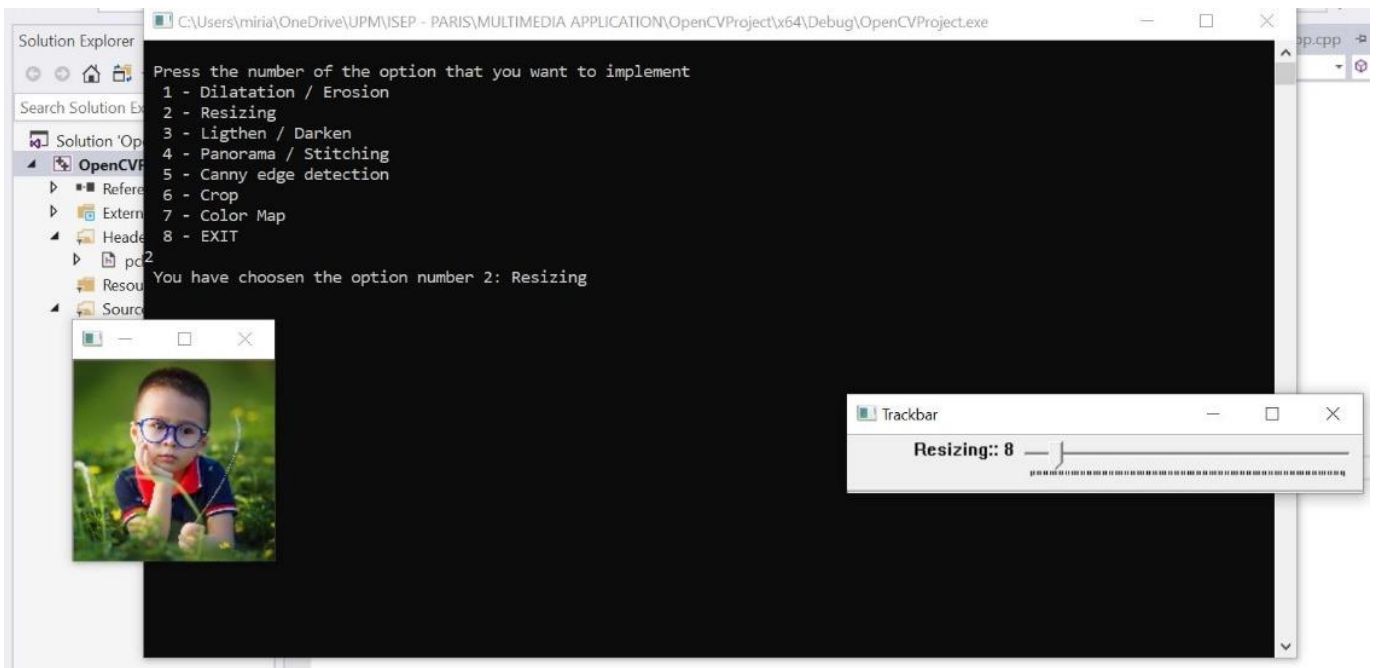 C:\Users\miria\OneDrive\UPM\ISEP - PARIS\MULTIMEDIA APPLICATION\OpenCVProject\x64\Debug\OpenCVProject.exe
Solution Explorer
pp.cpp
Search Solution Ex
Solution 'Op
OpenCVP
Refere
Extern
Heade
pc
Resou
Source
Press the number of the option that you want to implement
1 - Dilatation / Erosion
2 - Resizing
3 - Ligthen / Darken
4 - Panorama / Stitching
5 - Canny edge detection
6 - Crop
7 - Color Map
8 - EXIT
2
You have choosen the option number 2: Resizing
Trackbar
Resizing:: 8